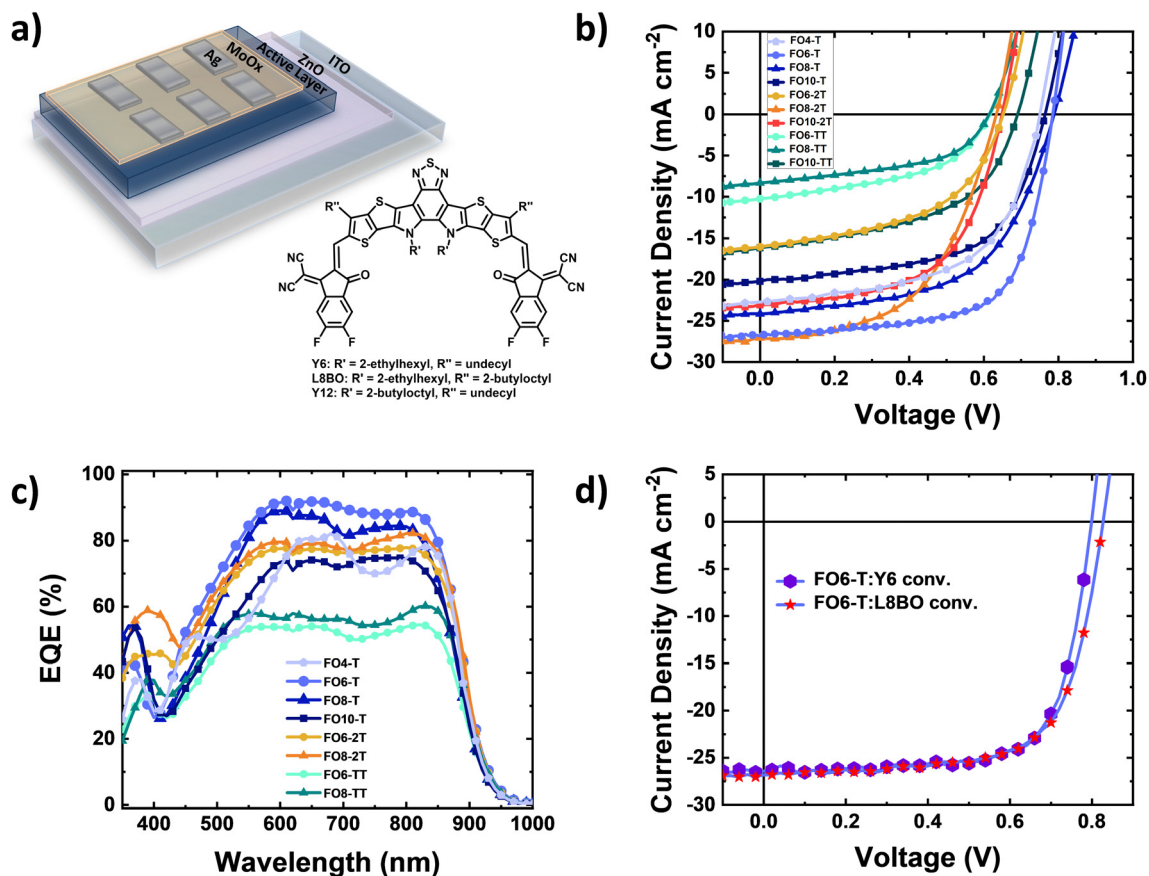 a)
Ag
MoOx
Active Layer
ZnO
ITO
N
S
N
R''
S
S
S
S
R''
N
R'
N
R'
NC
CN
O
O
NC
CN
F
F
F
F
Y6: R' = 2-ethylhexyl, R'' = undecyl
L8BO: R' = 2-ethylhexyl, R'' = 2-butyloctyl
Y12: R' = 2-butyloctyl, R'' = undecyl
b)
Current Density (mA cm-2)
10
5
0
-5
-10
-15
-20
-25
-30
FO4-T
FO6-T
FO8-T
FO10-T
FO6-2T
FO8-2T
FO10-2T
FO6-TT
FO8-TT
FO10-TT
0.0 0.2 0.4 0.6 0.8 1.0
Voltage (V)
c)
EQE (%)
100
80
60
40
20
0
FO4-T
FO6-T
FO8-T
FO10-T
FO6-2T
FO8-2T
FO6-TT
FO8-TT
400 500 600 700 800 900 1000
Wavelength (nm)
d)
Current Density (mA cm-2)
5
0
-5
-10
-15
-20
-25
-30
FO6-T:Y6 conv.
FO6-T:L8BO conv.
0.0 0.2 0.4 0.6 0.8
Voltage (V)